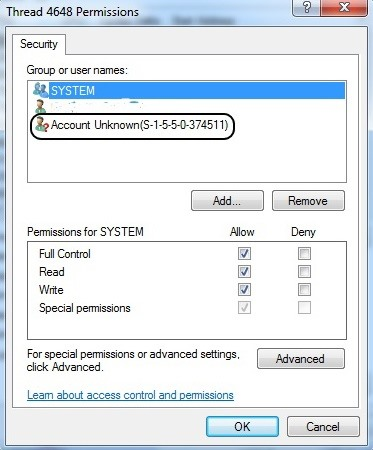 Thread 4648 Permissions
Security
Group or user names:
SYSTEM
Account Unknown(S-1-5-5-0-374511)
Add... Remove
Permissions for SYSTEM Allow Deny
Full Control
Read
Write
Special permissions
For special permissions or advanced settings,
click Advanced. Advanced
Learn about access control and permissions
OK Cancel